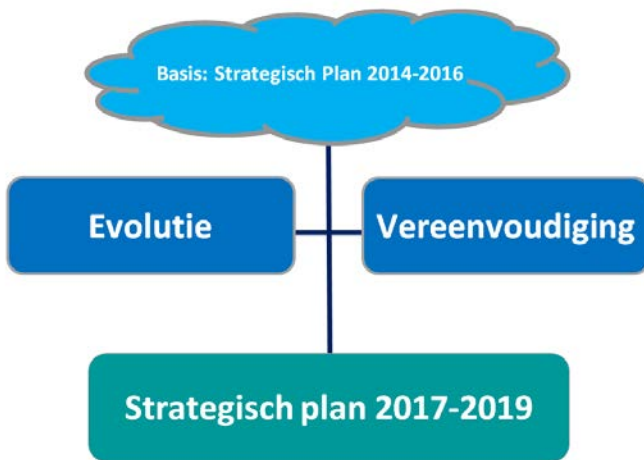 Basis: Strategisch Plan 2014-2016
Evolutie
Vereenvoudiging
Strategisch plan 2017-2019